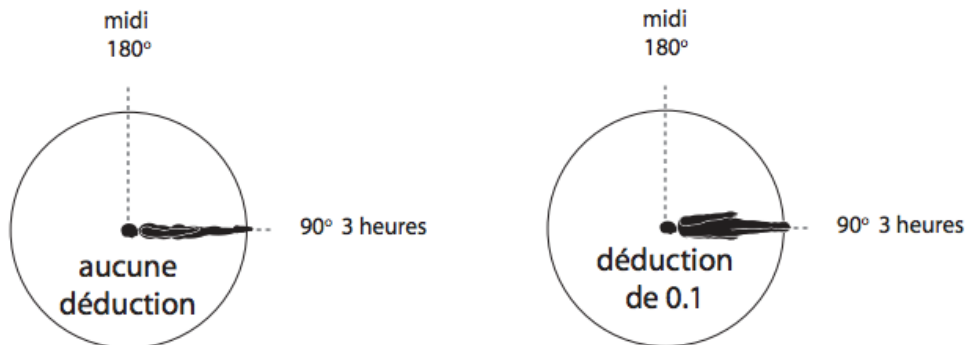 midi
180°
90° 3 heures
aucune
déduction
midi
180°
90° 3 heures
déduction
de 0.1